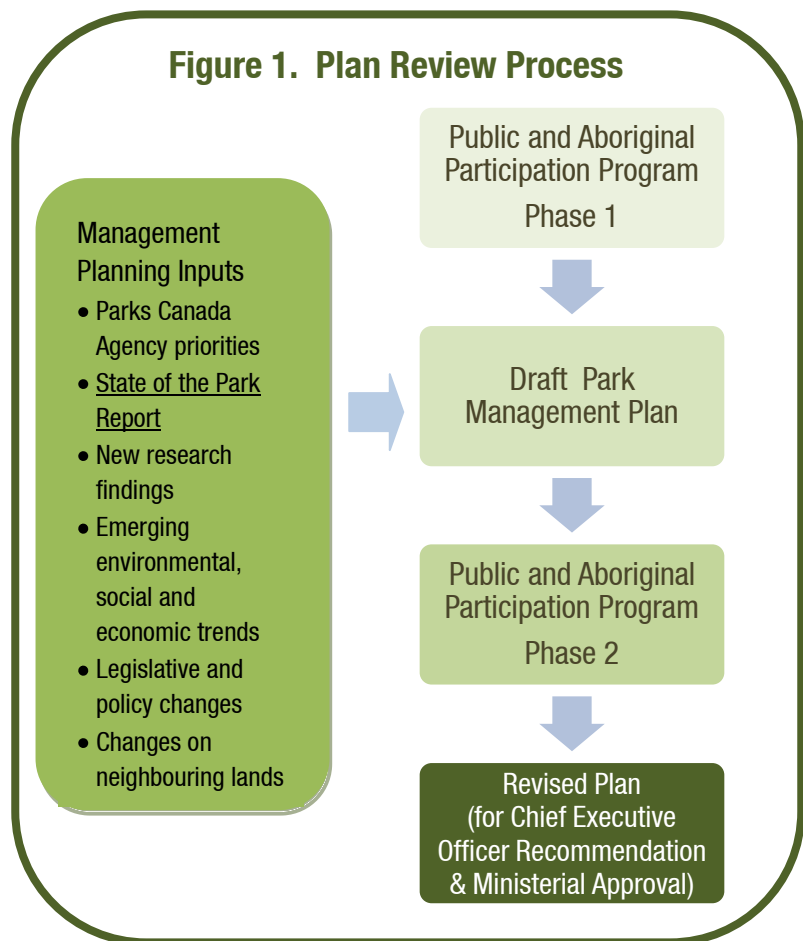 Figure 1. Plan Review Process
Management
Planning Inputs
• Parks Canada
Agency priorities
• State of the Park
Report
• New research
findings
• Emerging
environmental,
social and
economic trends
• Legislative and
policy changes
• Changes on
neighbouring lands
Public and Aboriginal
Participation Program
Phase 1
Draft Park
Management Plan
Public and Aboriginal
Participation Program
Phase 2
Revised Plan
(for Chief Executive
Officer Recommendation
& Ministerial Approval)